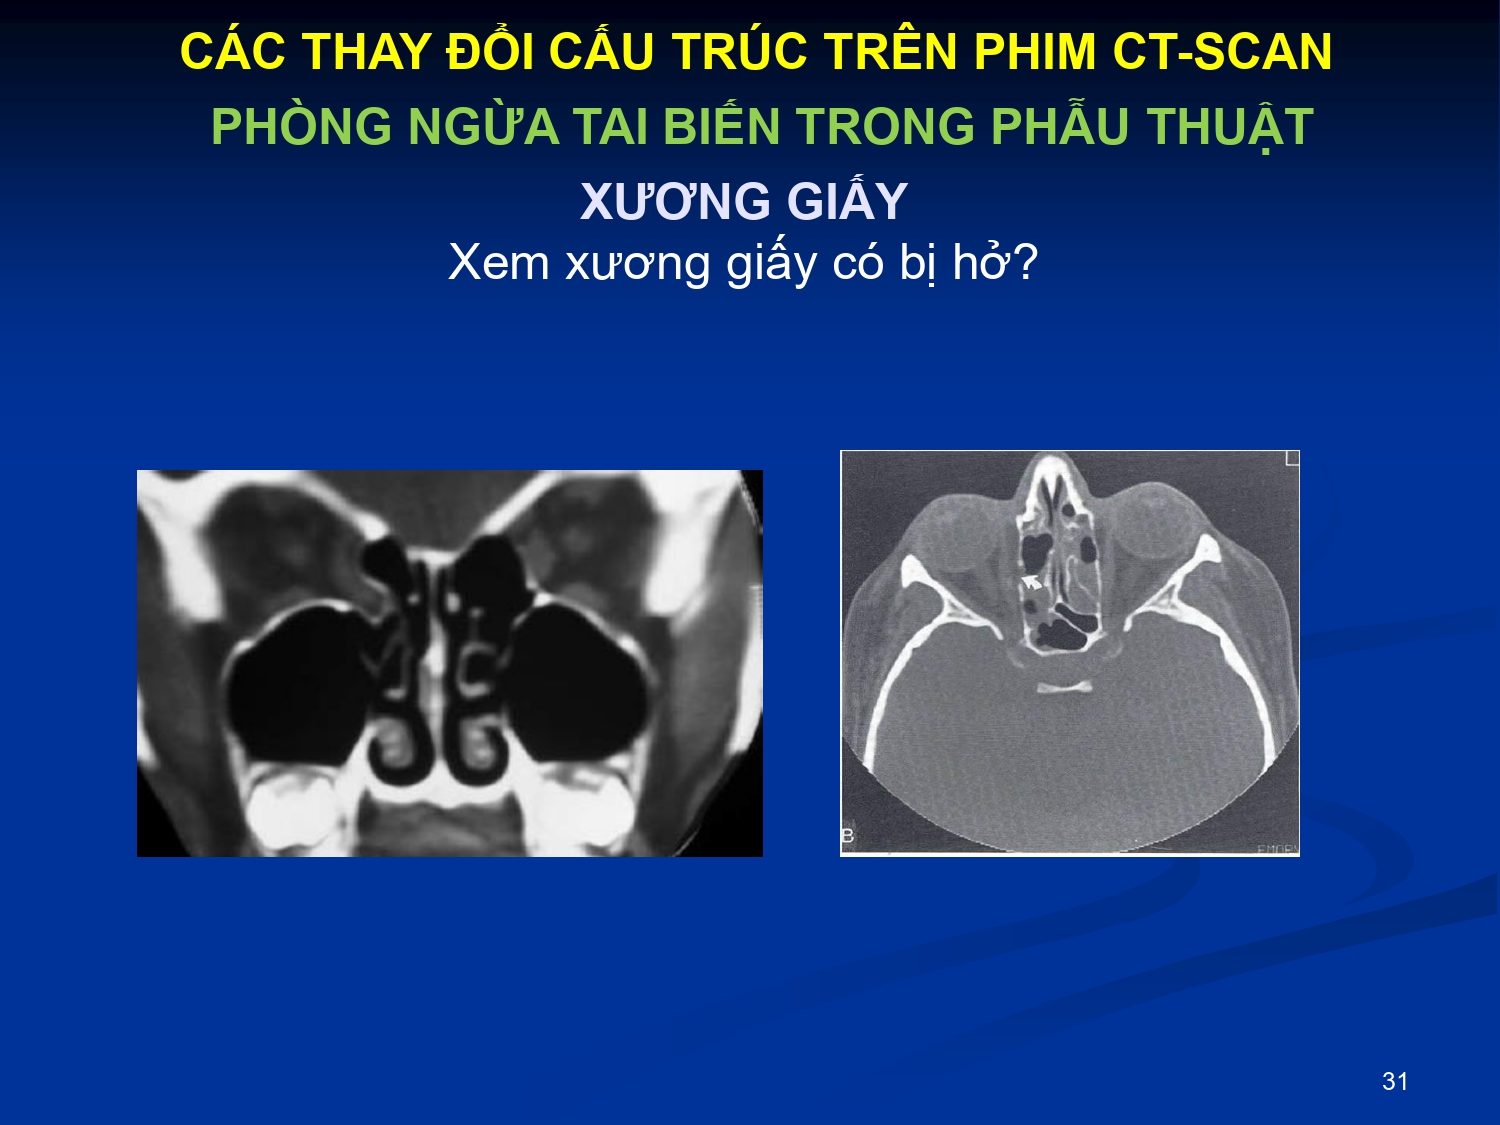 CÁC THAY ĐỔI CẤU TRÚC TRÊN PHIM CT-SCAN
PHÒNG NGỪA TAI BIẾN TRONG PHẪU THUẬT
XƯƠNG GIẤY
Xem xương giấy có bị hở?
B
EMORY
31